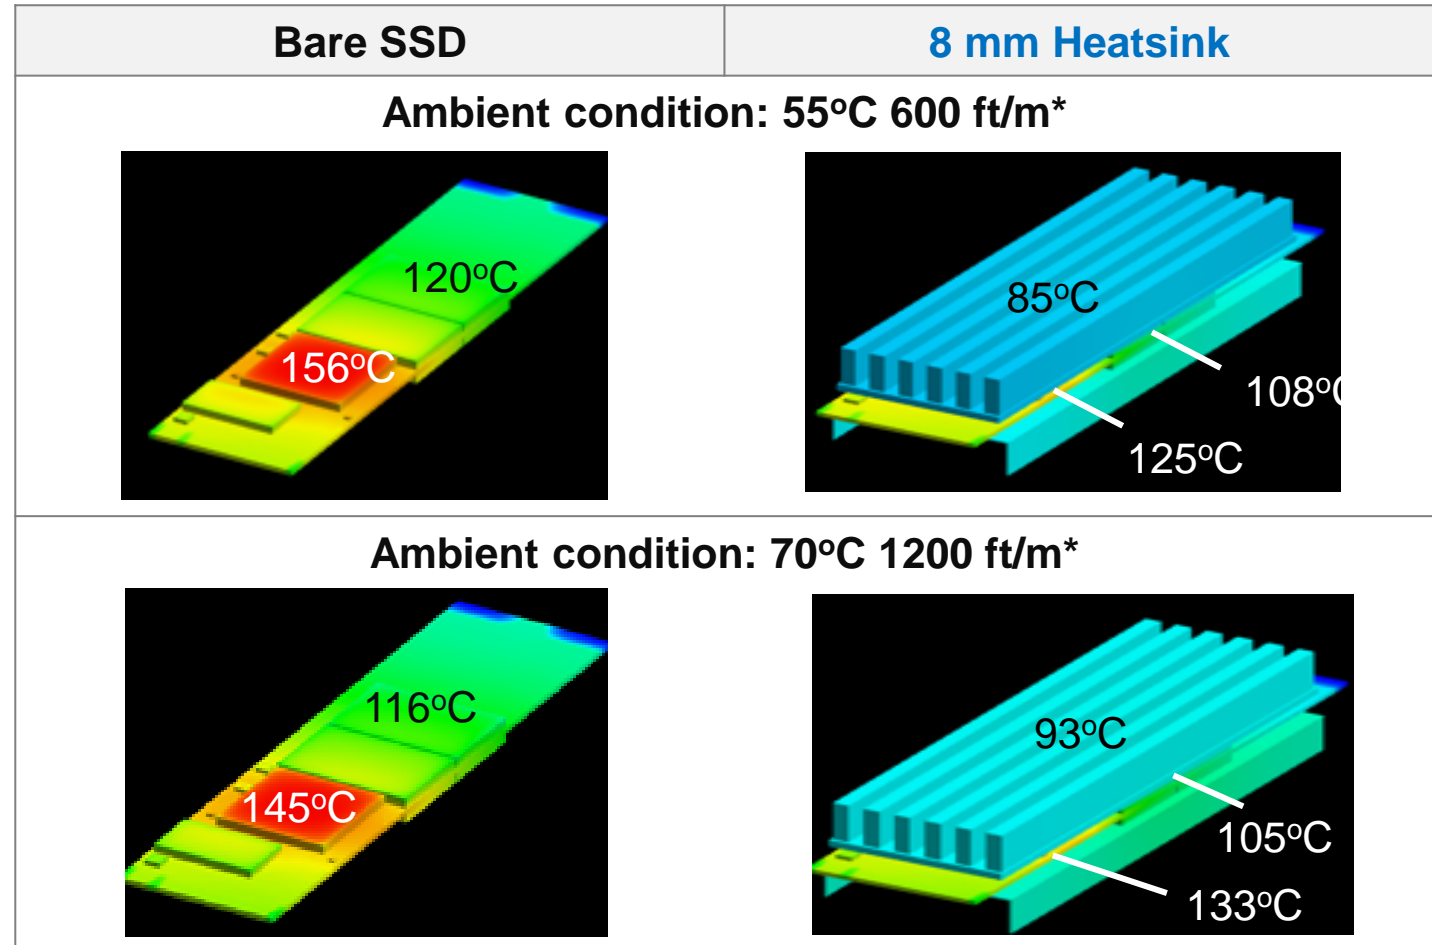 Bare SSD
8 mm Heatsink
Ambient condition: 55°C 600 ft/m*
120°C
156°C
85°C
108°C
125°C
Ambient condition: 70°C 1200 ft/m*
116°C
145°C
93°C
105°C
133°C